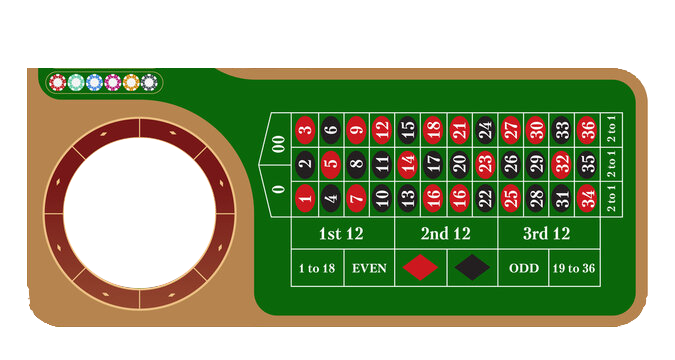 00 3 6 9 12 15 18 21 24 27 30 33 36 2 to 1
2 5 8 11 14 17 20 23 26 29 32 35 2 to 1
0 1 4 7 10 13 16 16 22 25 28 31 34 2 to 1
1st 12 2nd 12 3rd 12
1 to 18 EVEN ODD 19 to 36